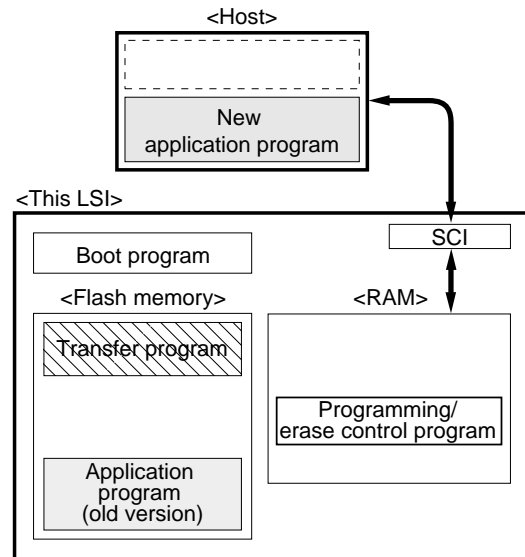 <Host>
New
application program
<This LSI>
SCI
Boot program
<Flash memory>
<RAM>
Transfer program
Programming/
erase control program
Application
program
(old version)